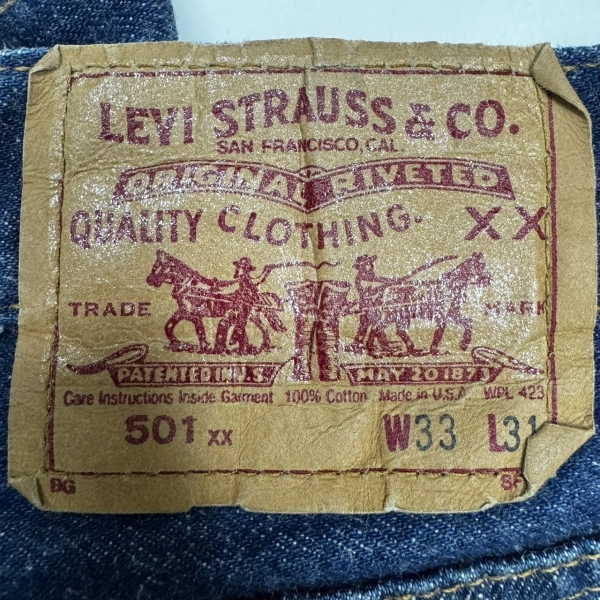 LEVI STRAUSS & CO.
SAN FRANCISCO, CAL.
ORIGINAL RIVETED
QUALITY CLOTHING. XX
TRADE MARK
PATENTED IN U.S. MAY 20 1873
Care Instructions Inside Garment 100% Cotton Made in U.S.A. WPL 423
501 XX W33 L31
BG